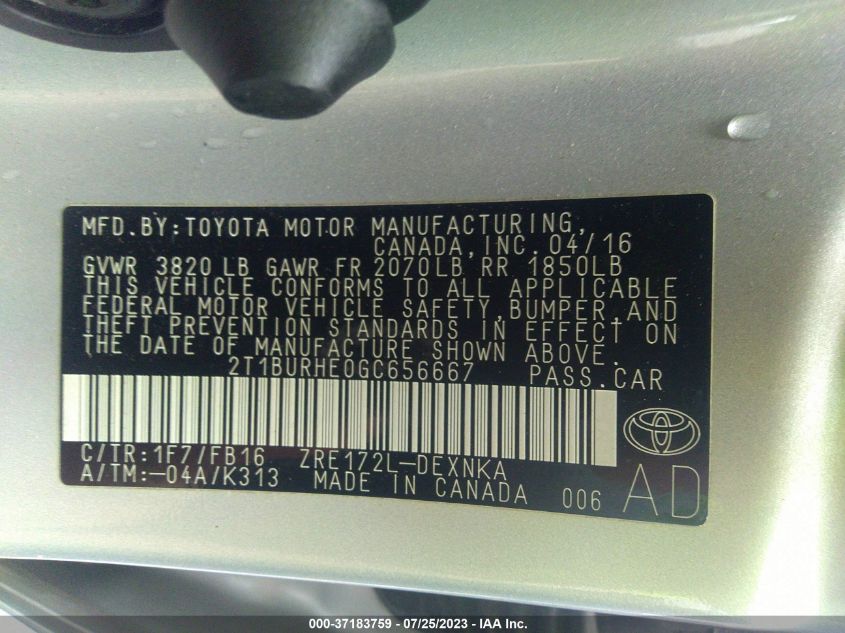 MFD.BY:TOYOTA MOTOR MANUFACTURING,
CANADA,INC. 04/16
GVWR 3820 LB GAWR FR 2070LB RR 1850LB
THIS VEHICLE CONFORMS TO ALL APPLICABLE
FEDERAL MOTOR VEHICLE SAFETY,BUMPER,AND
THEFT PREVENTION STANDARDS IN EFFECT ON
THE DATE OF MANUFACTURE SHOWN ABOVE.
2T1BURHE0GC656667 PASS.CAR
C/TR:1F7/FB16 ZRE172L-DEXNKA
A/TM:-04A/K313 MADE IN CANADA 006 AD
000-37183759 - 07/25/2023 - IAA Inc.